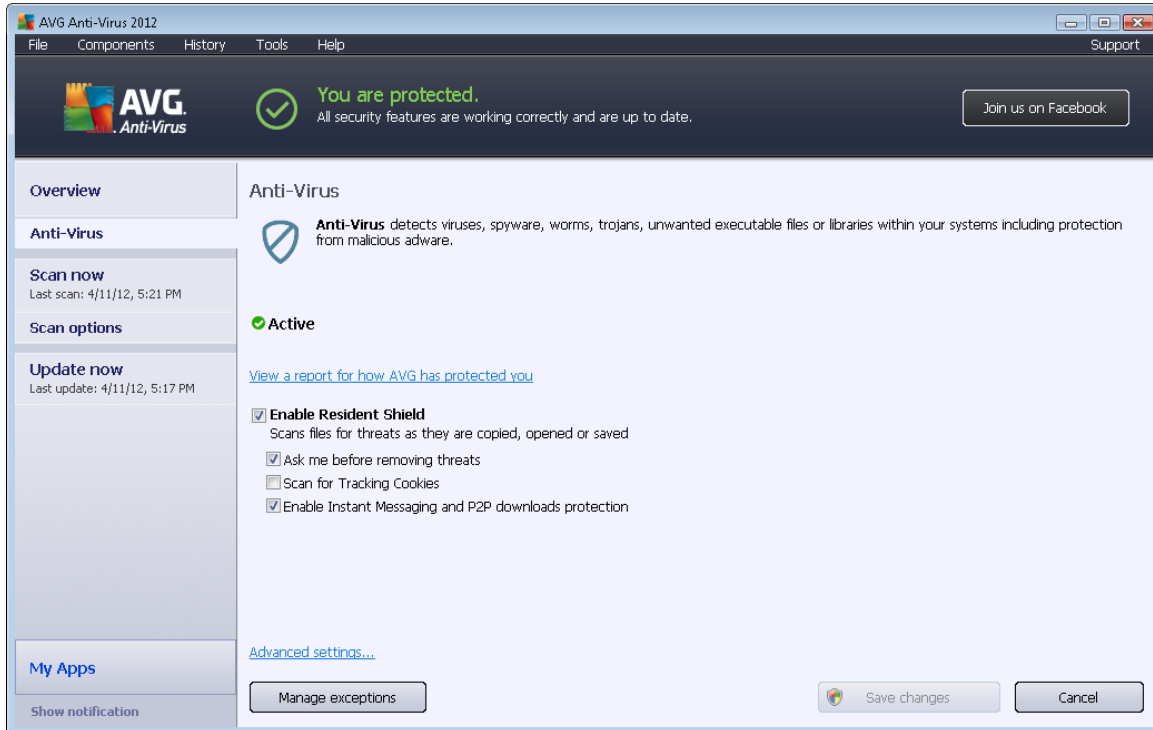 AVG Anti-Virus 2012
File Components History Tools Help Support
AVG.
Anti-Virus
You are protected.
All security features are working correctly and are up to date.
Join us on Facebook
Overview
Anti-Virus
Scan now
Last scan: 4/11/12, 5:21 PM
Scan options
Update now
Last update: 4/11/12, 5:17 PM
My Apps
Show notification
Anti-Virus
Anti-Virus detects viruses, spyware, worms, trojans, unwanted executable files or libraries within your systems including protection
from malicious adware.
Active
View a report for how AVG has protected you
Enable Resident Shield
Scans files for threats as they are copied, opened or saved
Ask me before removing threats
Scan for Tracking Cookies
Enable Instant Messaging and P2P downloads protection
Advanced settings...
Manage exceptions
Save changes
Cancel